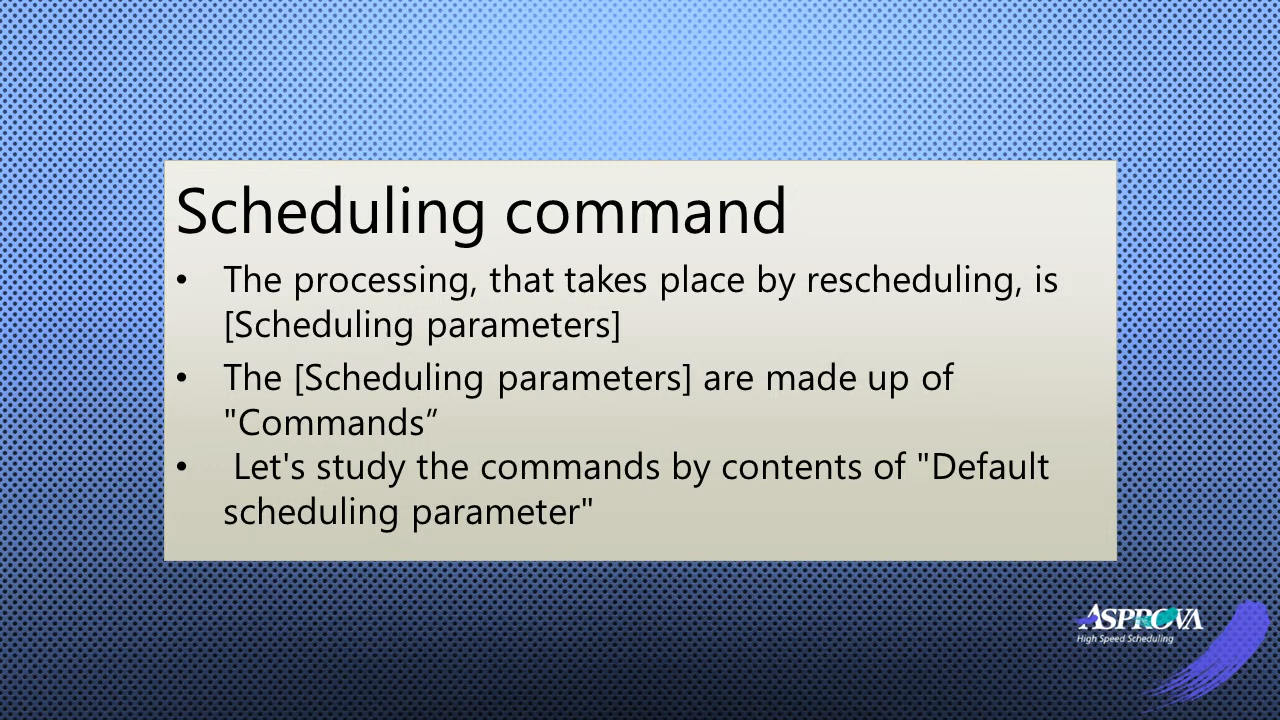 Scheduling command
• The processing, that takes place by rescheduling, is
[Scheduling parameters]
• The [Scheduling parameters] are made up of
"Commands”
• Let's study the commands by contents of "Default
scheduling parameter"
ASPROVA
High Speed Scheduling